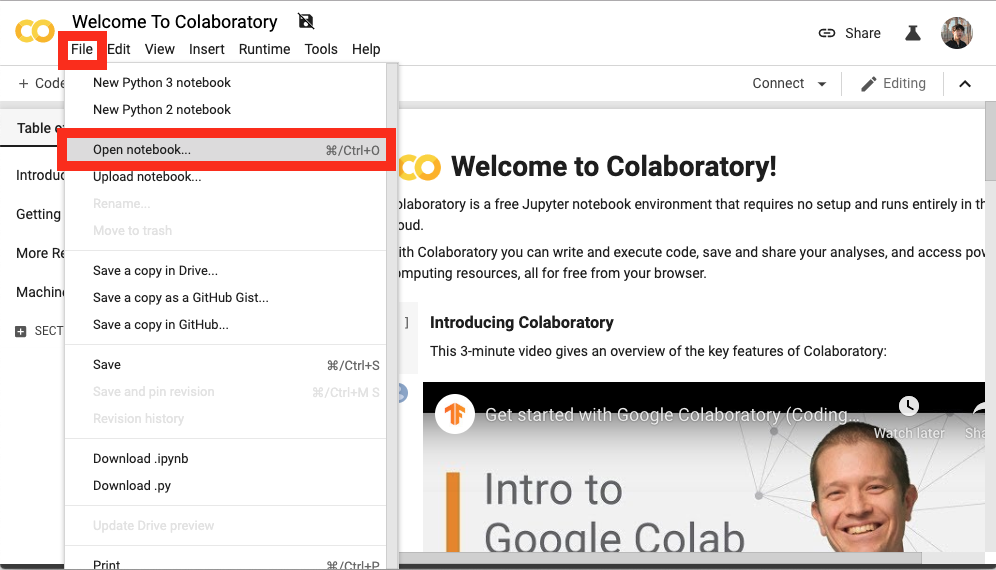 Welcome To Colaboratory
File Edit View Insert Runtime Tools Help
Share
+ Code
Connect
Editing
New Python 3 notebook
New Python 2 notebook
Open notebook... ⌘/Ctrl+O
Upload notebook...
Rename...
Move to trash
Save a copy in Drive...
Save a copy as a GitHub Gist...
Save a copy in GitHub...
Save ⌘/Ctrl+S
Save and pin revision ⌘/Ctrl+M S
Revision history
Download .ipynb
Download .py
Update Drive preview
Print ⌘/Ctrl+P
Table o
Introduc
Getting
More Re
Machin
SECT
CO Welcome to Colaboratory!
olaboratory is a free Jupyter notebook environment that requires no setup and runs entirely in th
oud.
ith Colaboratory you can write and execute code, save and share your analyses, and access pow
omputing resources, all for free from your browser.
]
Introducing Colaboratory
This 3-minute video gives an overview of the key features of Colaboratory:
Get started with Google Colaboratory (Coding...
Watch later
Sha
Intro to
Google Colab